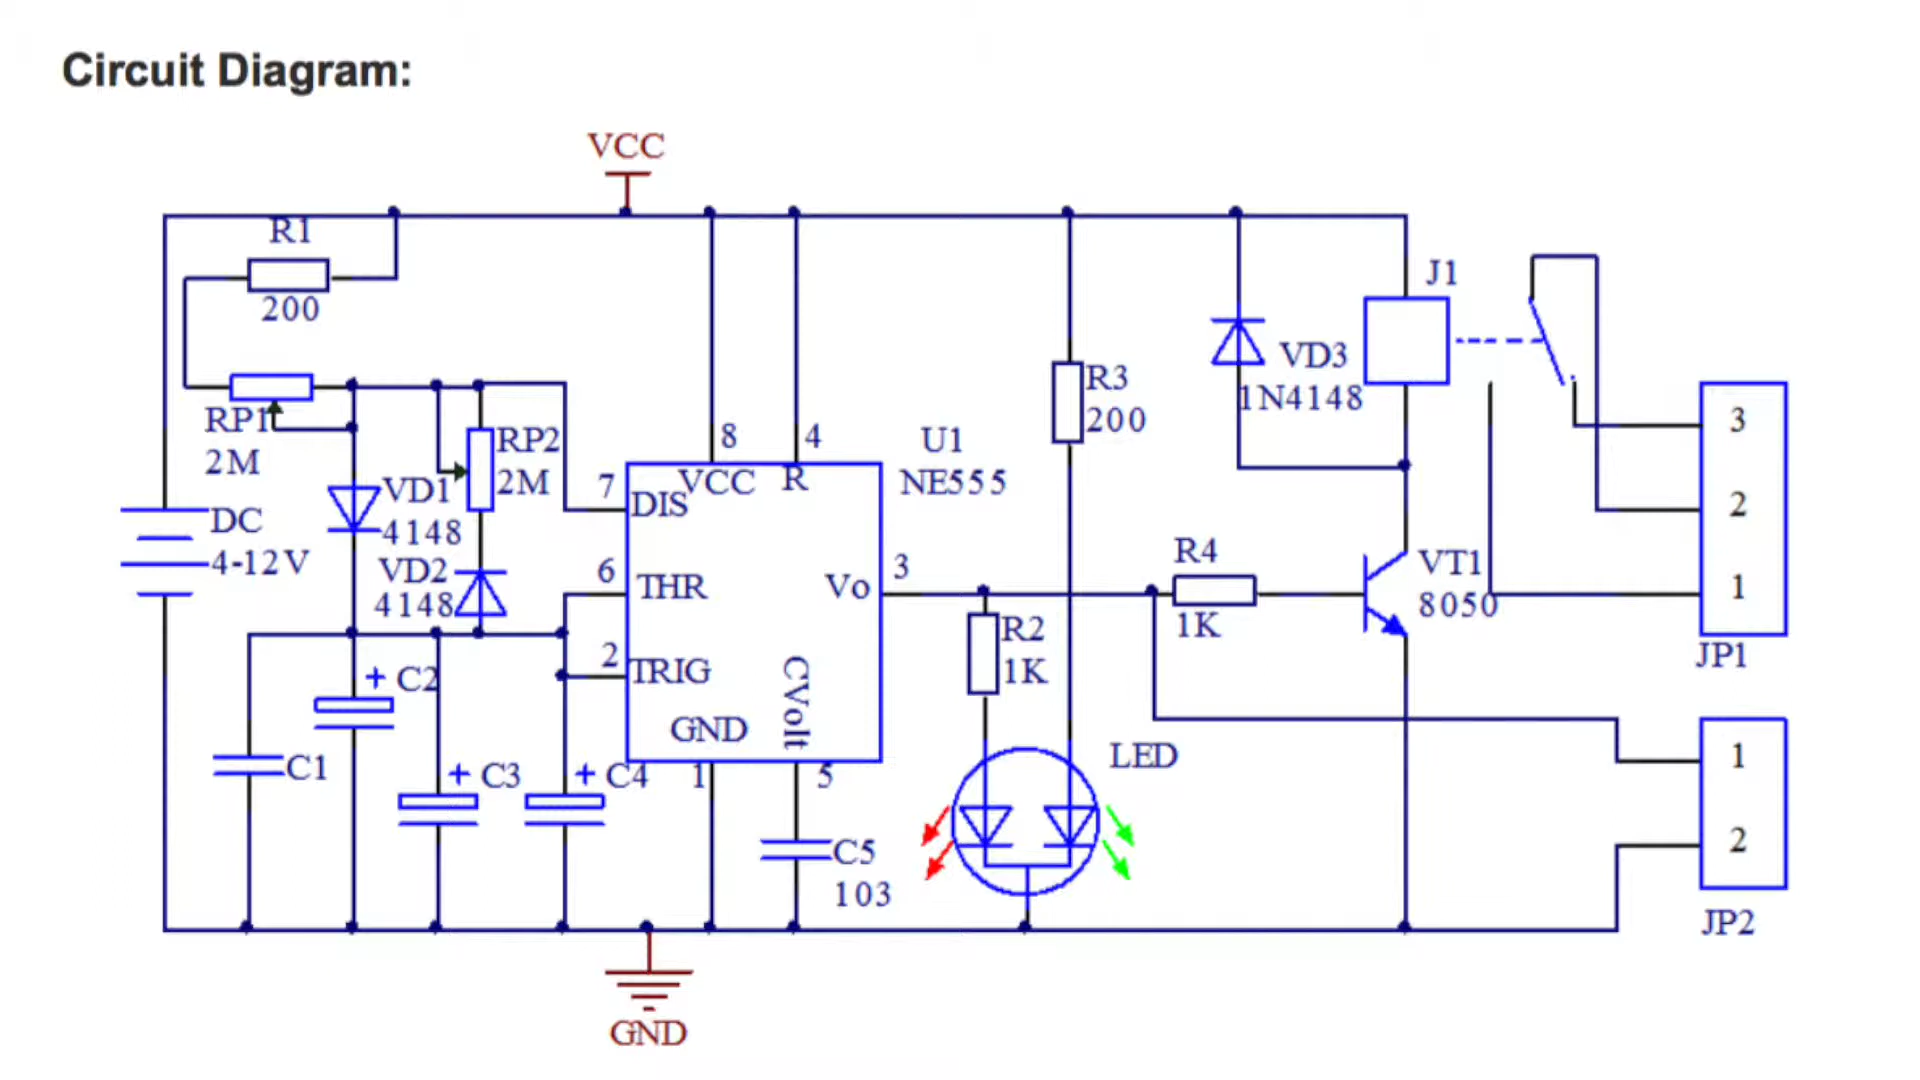 Circuit Diagram:
VCC
R1
200
J1
VD3
1N4148
R3
200
RP1
2M
RP2
2M
8
4
U1
NE555
VCC
R
7
DIS
VD1
4148
DC
4-12V
VD2
4148
6
THR
Vo
3
R4
1K
VT1
8050
3
2
1
JP1
2
TRIG
R2
1K
C2
+
GND
CVolt
LED
C1
+
C3
+
C4
1
5
C5
103
1
2
JP2
GND